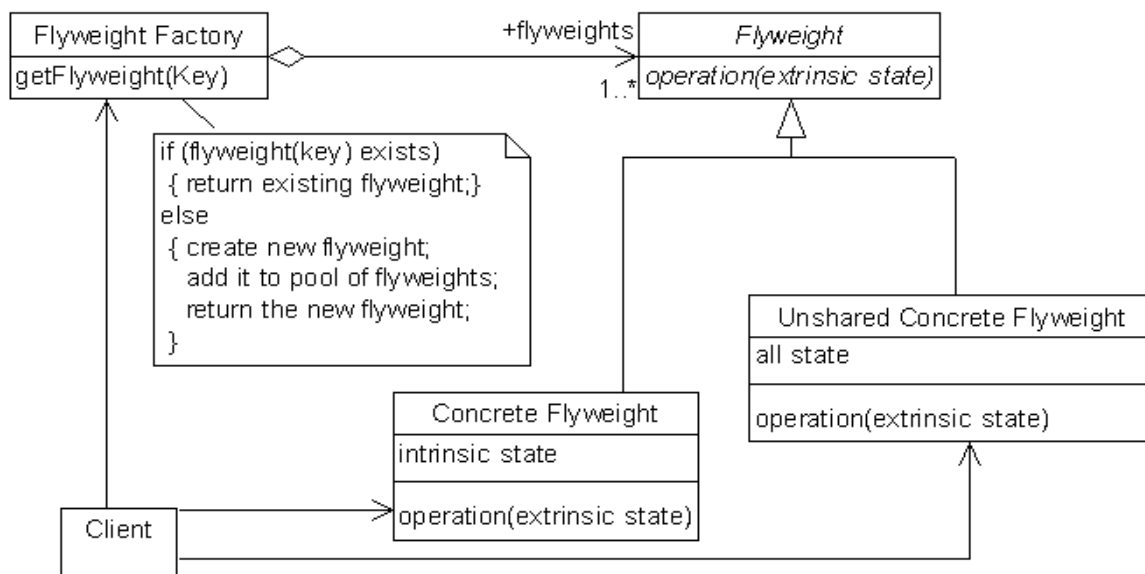 Flyweight Factory
getFlyweight(Key)
+flyweights
1..*
Flyweight
operation(extrinsic state)
if (flyweight(key) exists)
{ return existing flyweight;}
else
{ create new flyweight;
add it to pool of flyweights;
return the new flyweight;
}
Unshared Concrete Flyweight
all state
operation(extrinsic state)
Concrete Flyweight
intrinsic state
operation(extrinsic state)
Client